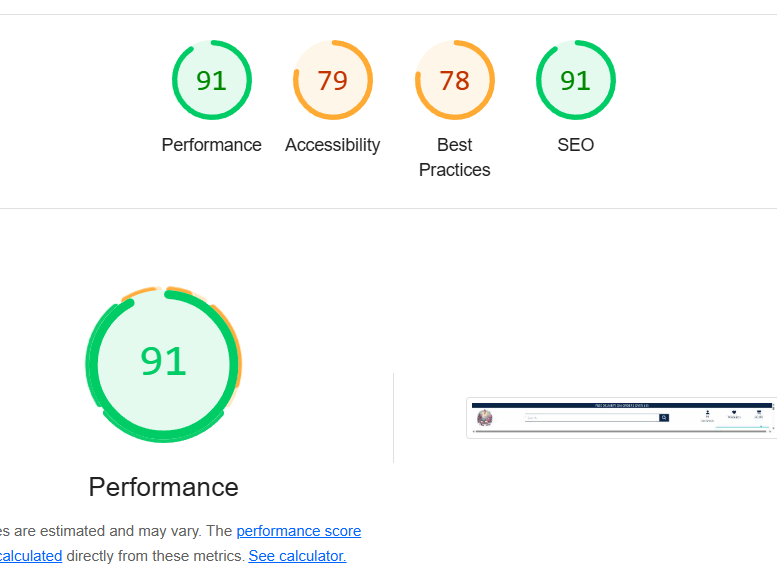 91
79
78
91
Performance
Accessibility
Best
Practices
SEO
91
Performance
es are estimated and may vary. The performance score
calculated directly from these metrics. See calculator.